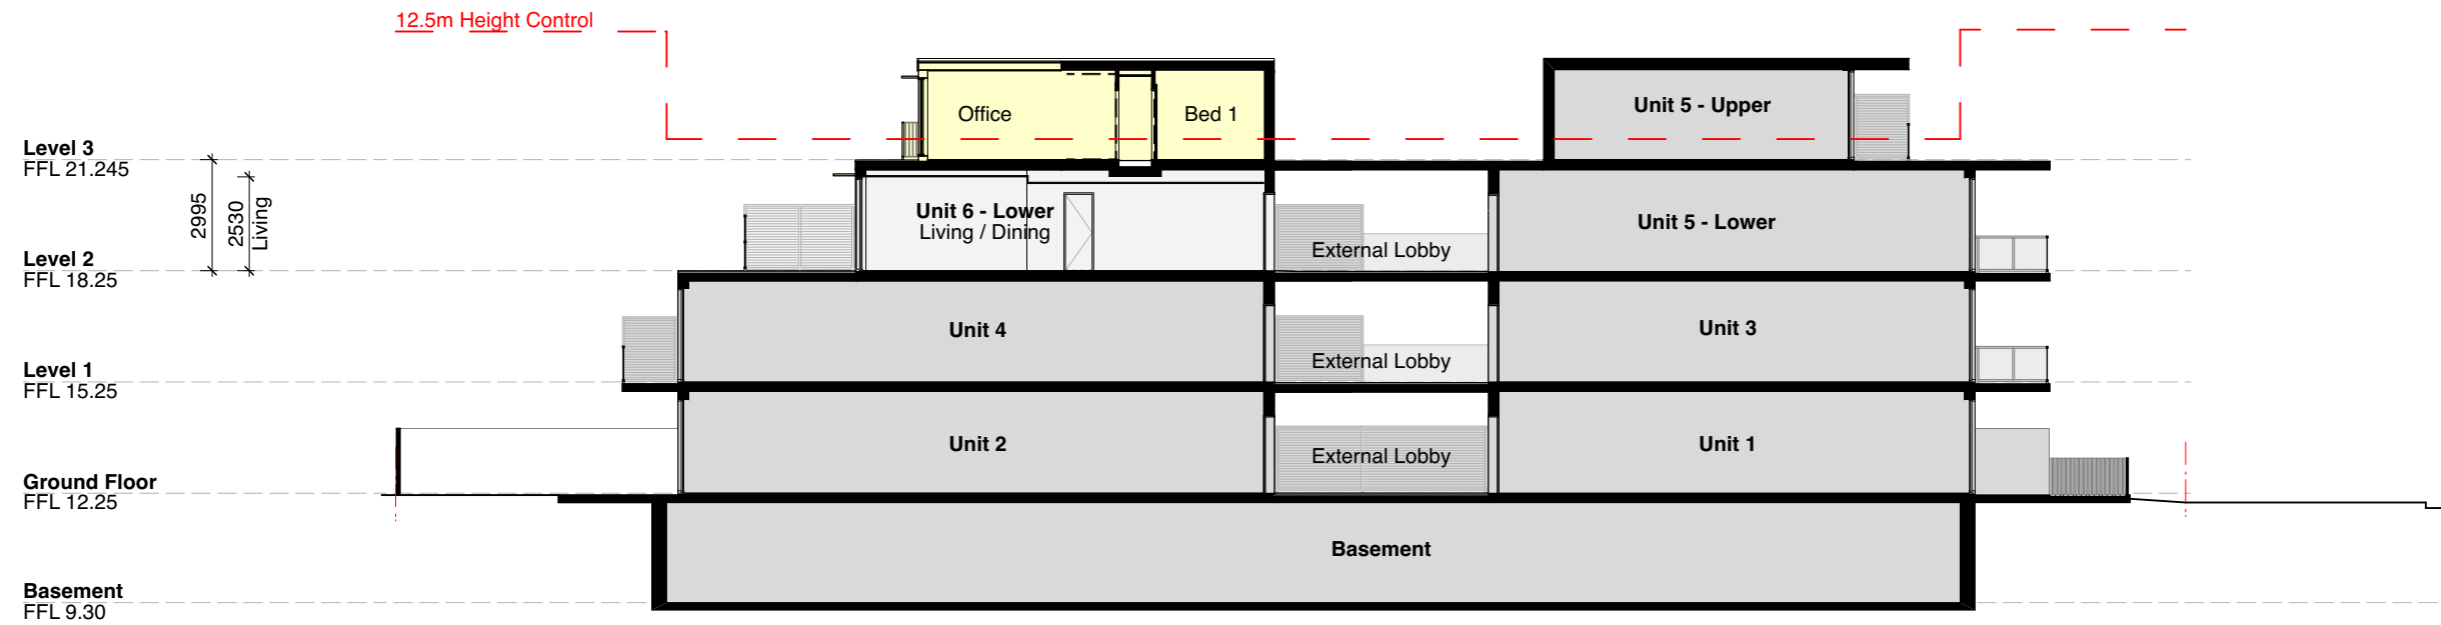 12.5m Height Control
Office
Bed 1
Unit 5 - Upper
Level 3
FFL 21.245
2995
2530
Living
Unit 6 - Lower
Living / Dining
External Lobby
Unit 5 - Lower
Level 2
FFL 18.25
Unit 4
External Lobby
Unit 3
Level 1
FFL 15.25
Unit 2
External Lobby
Unit 1
Ground Floor
FFL 12.25
Basement
Basement
FFL 9.30